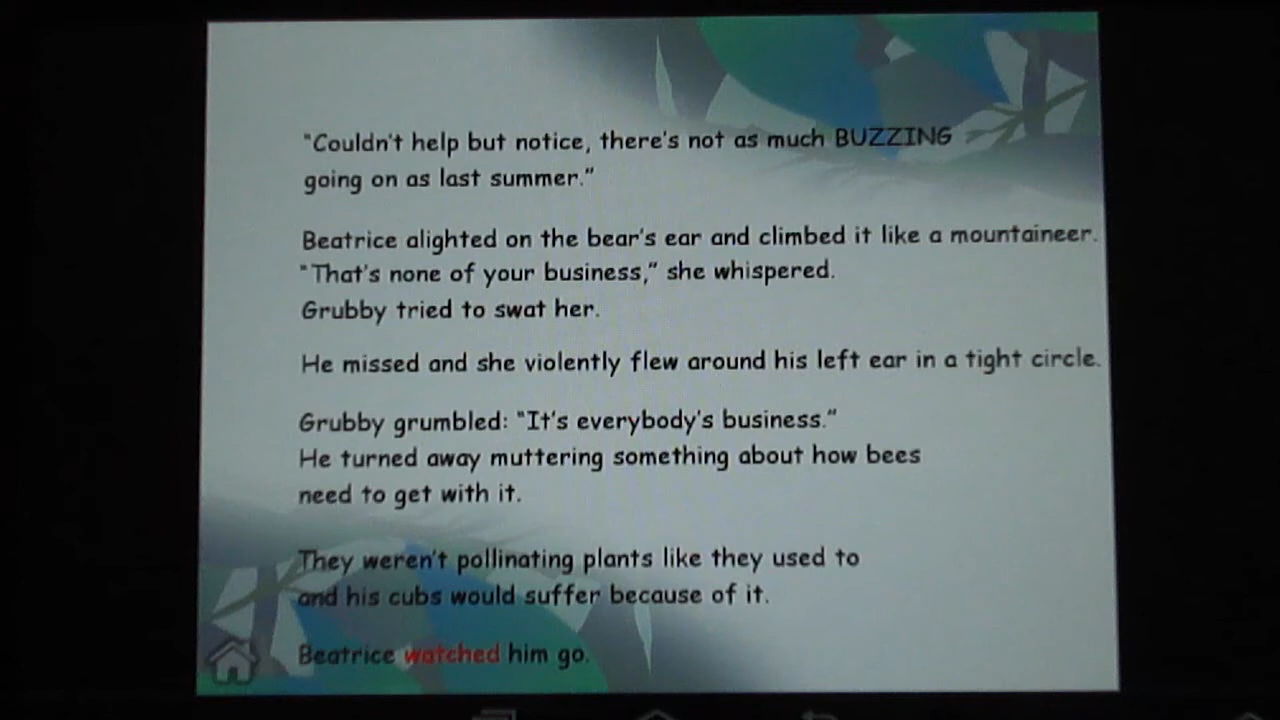 "Couldn't help but notice, there's not as much BUZZING
going on as last summer."
Beatrice alighted on the bear's ear and climbed it like a mountaineer.
"That's none of your business," she whispered.
Grubby tried to swat her.
He missed and she violently flew around his left ear in a tight circle.
Grubby grumbled: "It's everybody's business."
He turned away muttering something about how bees
need to get with it.
They weren't pollinating plants like they used to
and his cubs would suffer because of it.
Beatrice watched him go.